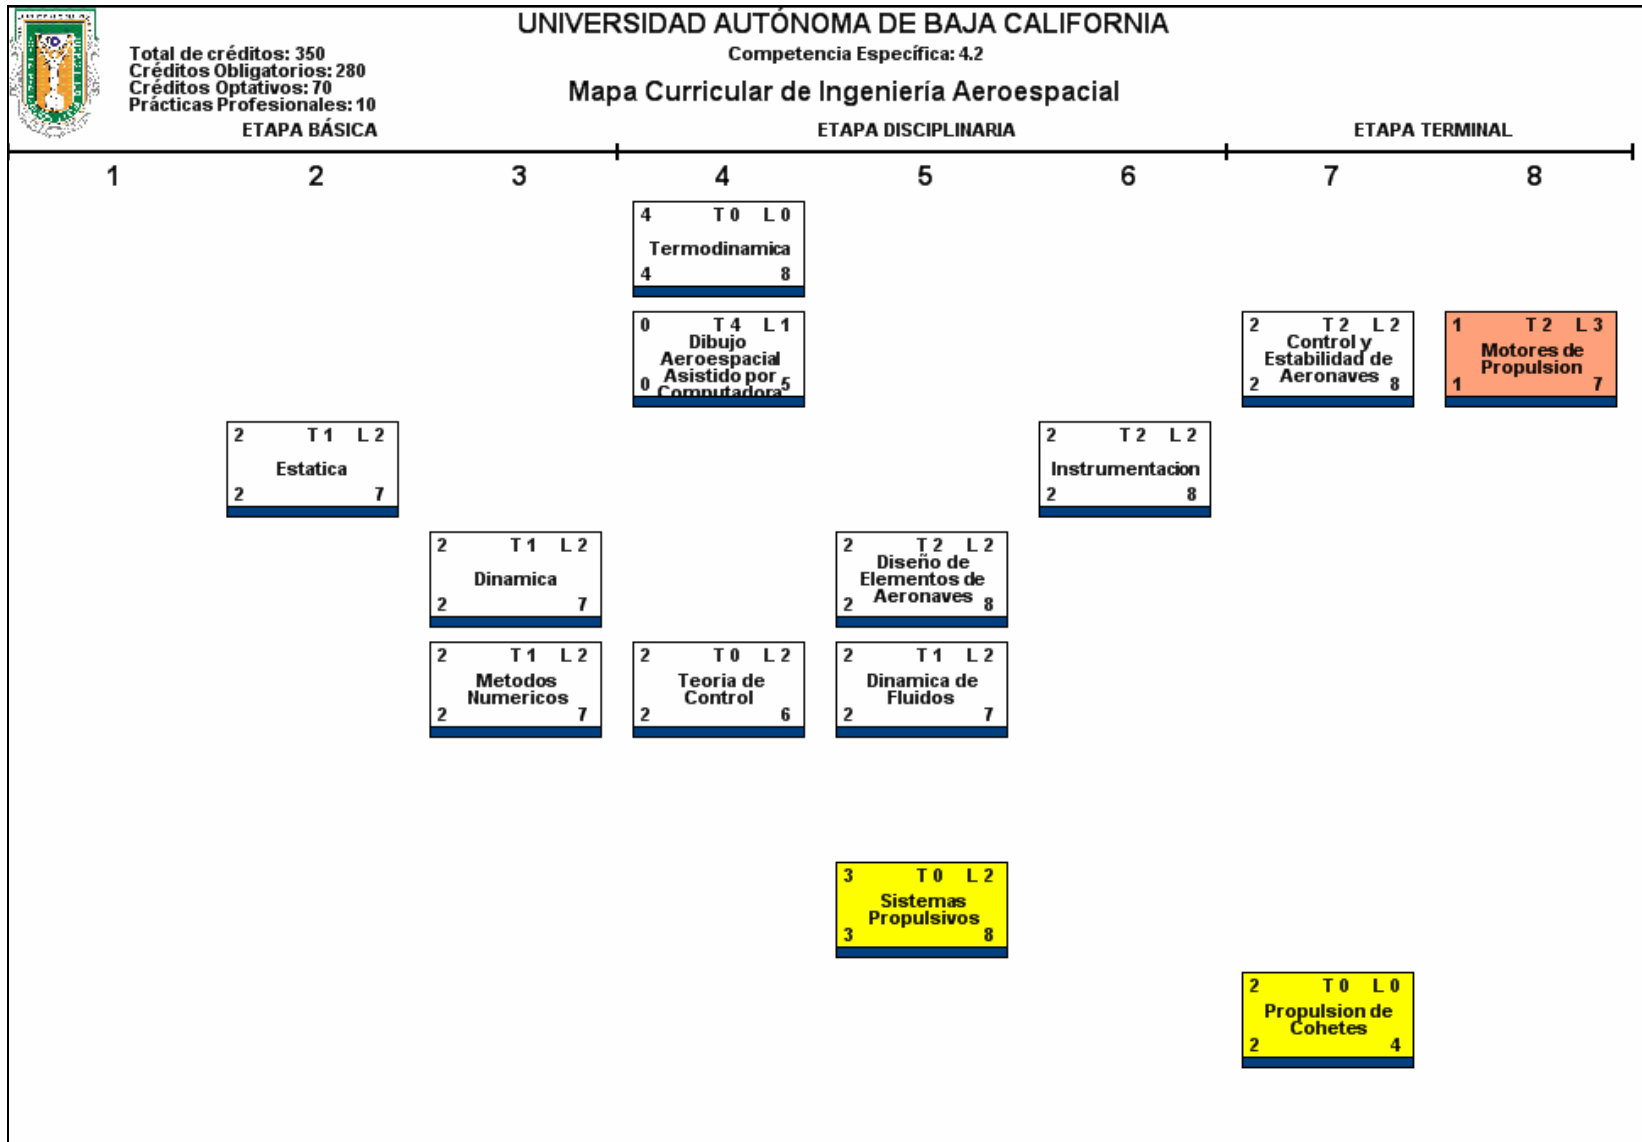 UNIVERSIDAD AUTÓNOMA DE BAJA CALIFORNIA
Total de créditos: 350
Créditos Obligatorios: 280
Créditos Optativos: 70
Prácticas Profesionales: 10
Competencia Específica: 4.2
Mapa Curricular de Ingeniería Aeroespacial
ETAPA BÁSICA ETAPA DISCIPLINARIA ETAPA TERMINAL
1 2 3 4 5 6 7 8
4 T 0 L 0
Termodinamica
4 8
0 T 4 L 1
Dibujo
Aeroespacial
Asistido por
Computadora
0 5
2 T 2 L 2
Control y
Estabilidad de
Aeronaves
2 8
1 T 2 L 3
Motores de
Propulsion
1 7
2 T 1 L 2
Estatica
2 7
2 T 2 L 2
Instrumentacion
2 8
2 T 1 L 2
Dinamica
2 7
2 T 2 L 2
Diseño de
Elementos de
Aeronaves
2 8
2 T 1 L 2
Metodos
Numericos
2 7
2 T 0 L 2
Teoria de
Control
2 6
2 T 1 L 2
Dinamica de
Fluidos
2 7
3 T 0 L 2
Sistemas
Propulsivos
3 8
2 T 0 L 0
Propulsion de
Cohetes
2 4